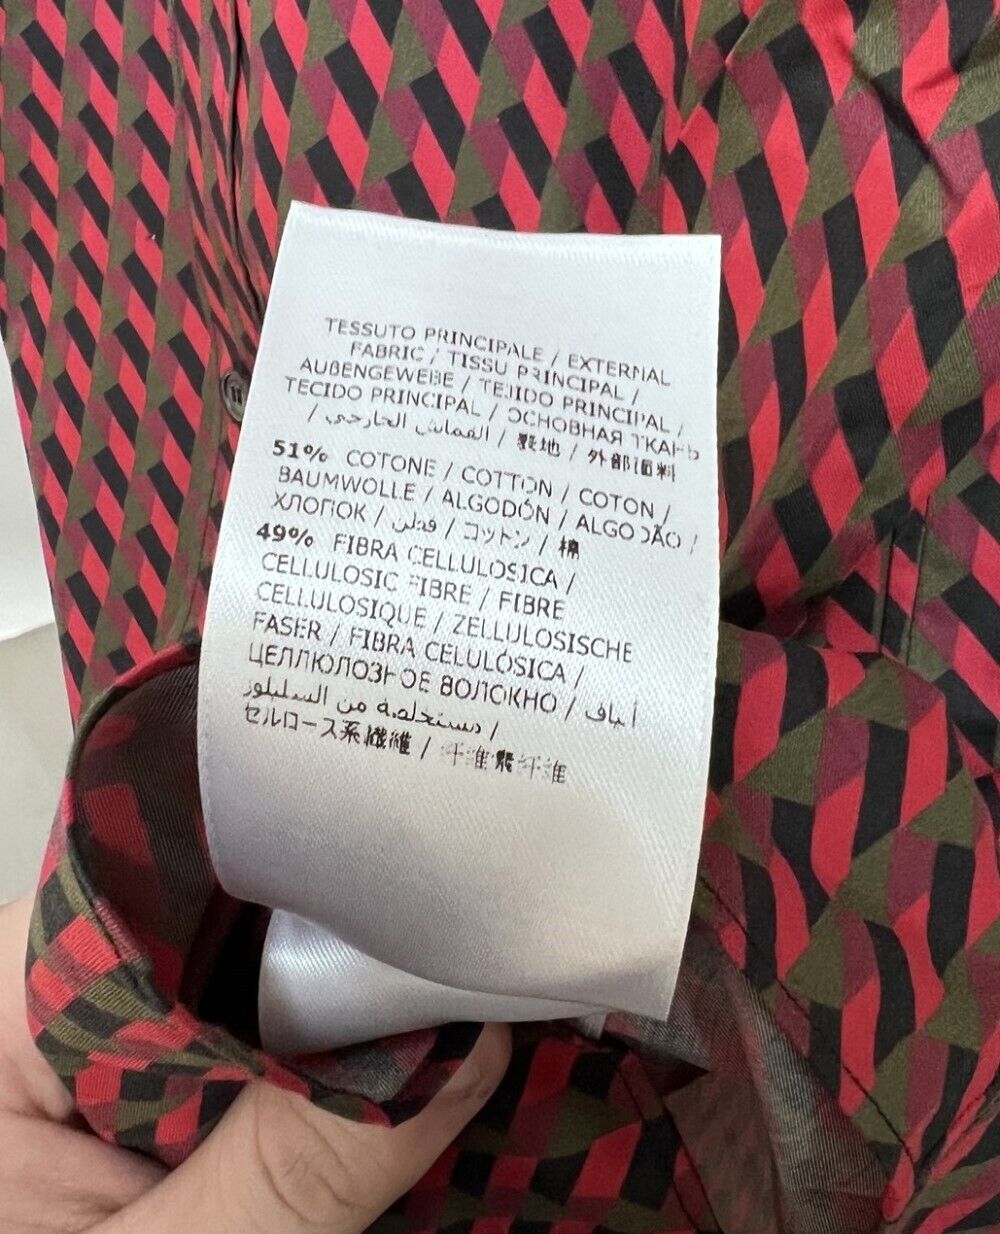 TESSUTO PRINCIPALE / EXTERNAL
FABRIC / TISSU PRINCIPAL /
AUßENGEWEBE / TEJIDO PRINCIPAL /
TECIDO PRINCIPAL / ОСНОВНАЯ ТКАНЬ
/ القماش الخارجي / 表地 / 外部面料
51% COTONE / COTTON / COTON /
BAUMWOLLE / ALGODÓN / ALGODÃO /
ХЛОПОК / قطن / コットン / 棉
49% FIBRA CELLULOSICA /
CELLULOSIC FIBRE / FIBRE
CELLULOSIQUE / ZELLULOSISCHE
FASER / FIBRA CELULÓSICA /
ЦЕЛЛЮЛОЗНОЕ ВОЛОКНО / ألياف
مستخلصة من السليلوز /
セルロース系繊維 / 纤维